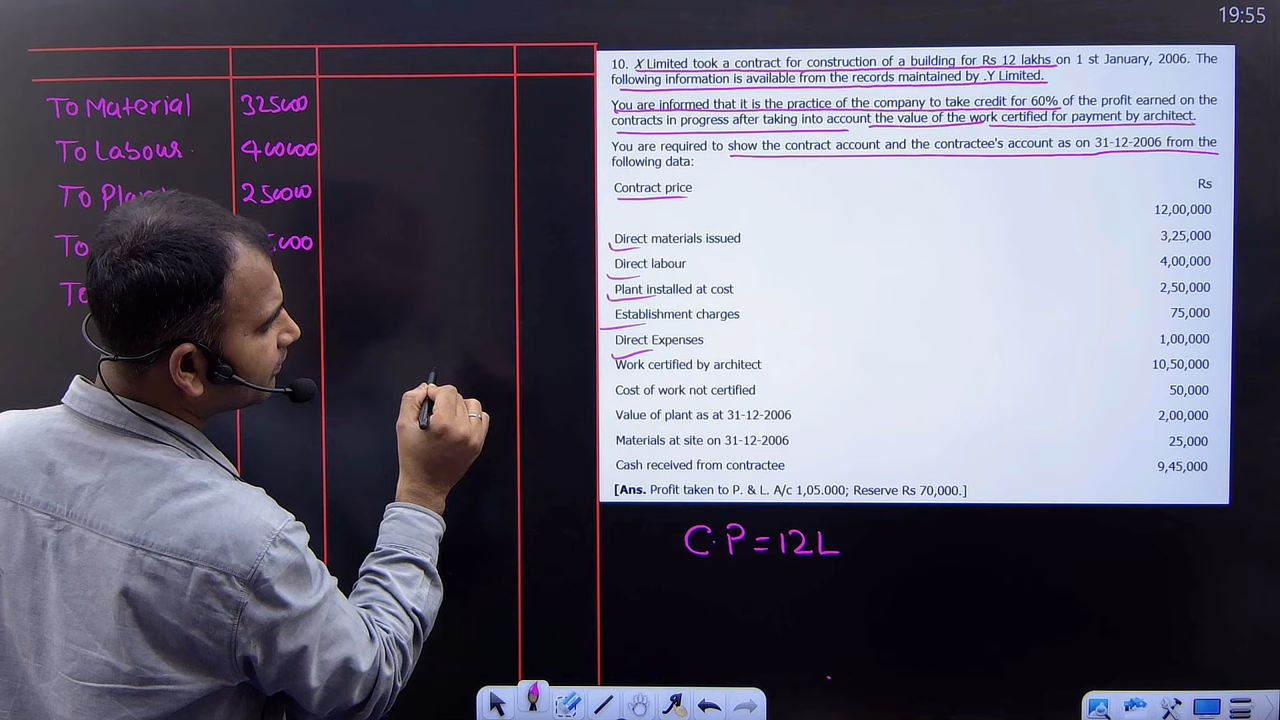 19:55
To Material 325000
To Labour 400000
To Plan 250000
To 000
To
10. X Limited took a contract for construction of a building for Rs 12 lakhs on 1 st January, 2006. The
following information is available from the records maintained by .Y Limited.
You are informed that it is the practice of the company to take credit for 60% of the profit earned on the
contracts in progress after taking into account the value of the work certified for payment by architect.
You are required to show the contract account and the contractee's account as on 31-12-2006 from the
following data:
Contract price Rs
12,00,000
Direct materials issued 3,25,000
Direct labour 4,00,000
Plant installed at cost 2,50,000
Establishment charges 75,000
Direct Expenses 1,00,000
Work certified by architect 10,50,000
Cost of work not certified 50,000
Value of plant as at 31-12-2006 2,00,000
Materials at site on 31-12-2006 25,000
Cash received from contractee 9,45,000
[Ans. Profit taken to P. & L. A/c 1,05.000; Reserve Rs 70,000.]
C.P=12L